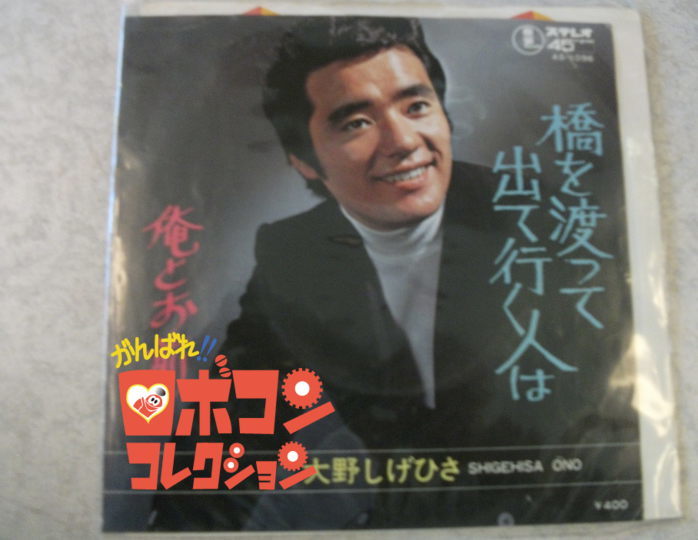 ステレオ
45
橋を渡って
出て行く人は
俺とお
がんばれ!!
ロボコン
コレクション
大野しげひさ SHIGEHISA ONO
¥400